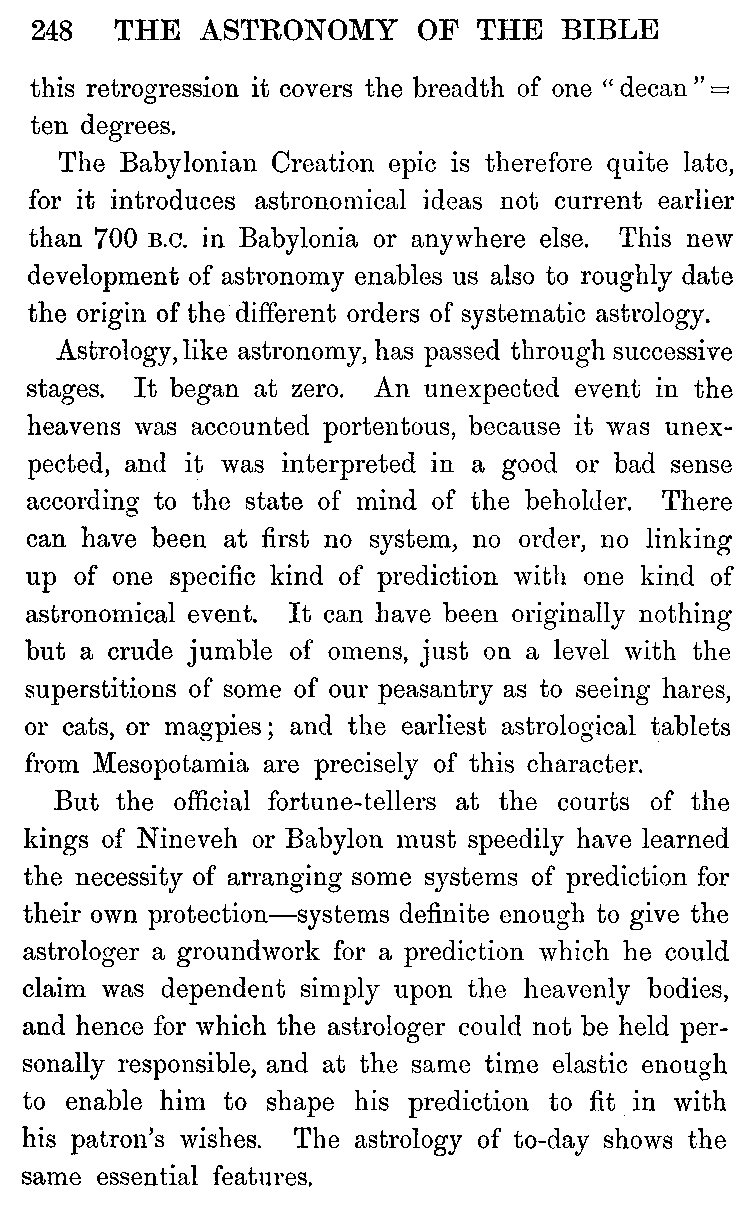 248 THE ASTRONOMY OF THE BIBLE
this retrogression it covers the breadth of one “decan” =
ten degrees.
The Babylonian Creation epic is therefore quite late,
for it introduces astronomical ideas not current earlier
than 700 B.C. in Babylonia or anywhere else. This new
development of astronomy enables us also to roughly date
the origin of the different orders of systematic astrology.
Astrology, like astronomy, has passed through successive
stages. It began at zero. An unexpected event in the
heavens was accounted portentous, because it was unex-
pected, and it was interpreted in a good or bad sense
according to the state of mind of the beholder. There
can have been at first no system, no order, no linking
up of one specific kind of prediction with one kind of
astronomical event. It can have been originally nothing
but a crude jumble of omens, just on a level with the
superstitions of some of our peasantry as to seeing hares,
or cats, or magpies; and the earliest astrological tablets
from Mesopotamia are precisely of this character.
But the official fortune-tellers at the courts of the
kings of Nineveh or Babylon must speedily have learned
the necessity of arranging some systems of prediction for
their own protection—systems definite enough to give the
astrologer a groundwork for a prediction which he could
claim was dependent simply upon the heavenly bodies,
and hence for which the astrologer could not be held per-
sonally responsible, and at the same time elastic enough
to enable him to shape his prediction to fit in with
his patron’s wishes. The astrology of to-day shows the
same essential features.